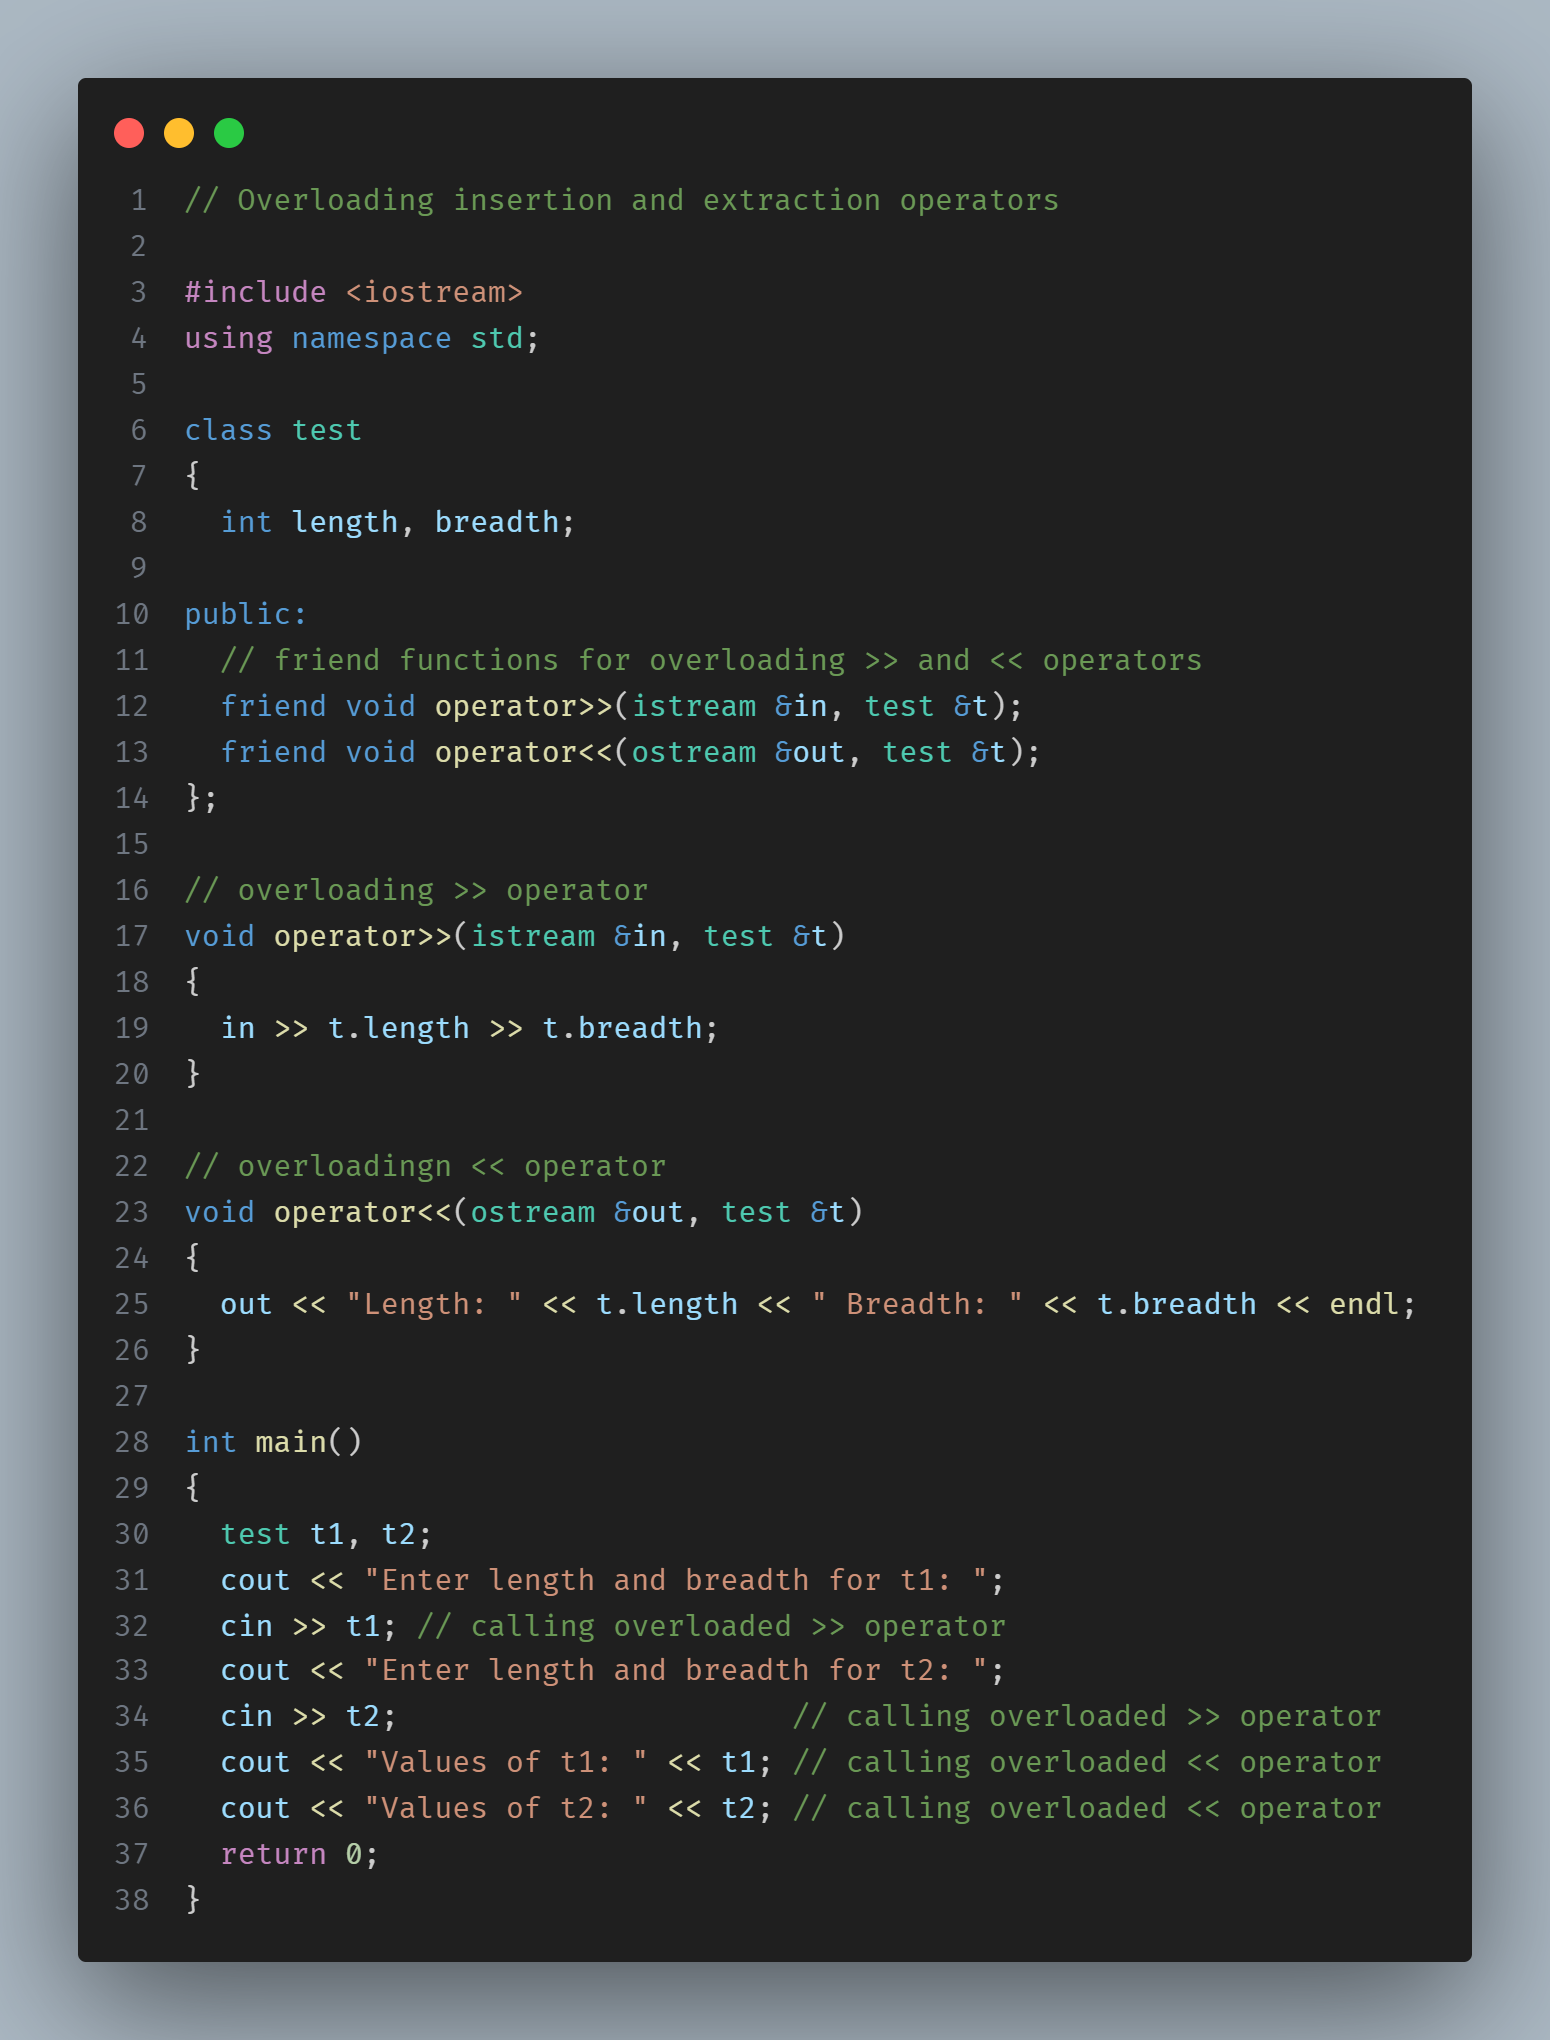 1 // Overloading insertion and extraction operators
2
3 #include <iostream>
4 using namespace std;
5
6 class test
7 {
8   int length, breadth;
9
10 public:
11   // friend functions for overloading >> and << operators
12   friend void operator>>(istream &in, test &t);
13   friend void operator<<(ostream &out, test &t);
14 };
15
16 // overloading >> operator
17 void operator>>(istream &in, test &t)
18 {
19   in >> t.length >> t.breadth;
20 }
21
22 // overloadingn << operator
23 void operator<<(ostream &out, test &t)
24 {
25   out << "Length: " << t.length << " Breadth: " << t.breadth << endl;
26 }
27
28 int main()
29 {
30   test t1, t2;
31   cout << "Enter length and breadth for t1: ";
32   cin >> t1; // calling overloaded >> operator
33   cout << "Enter length and breadth for t2: ";
34   cin >> t2;                      // calling overloaded >> operator
35   cout << "Values of t1: " << t1; // calling overloaded << operator
36   cout << "Values of t2: " << t2; // calling overloaded << operator
37   return 0;
38 }